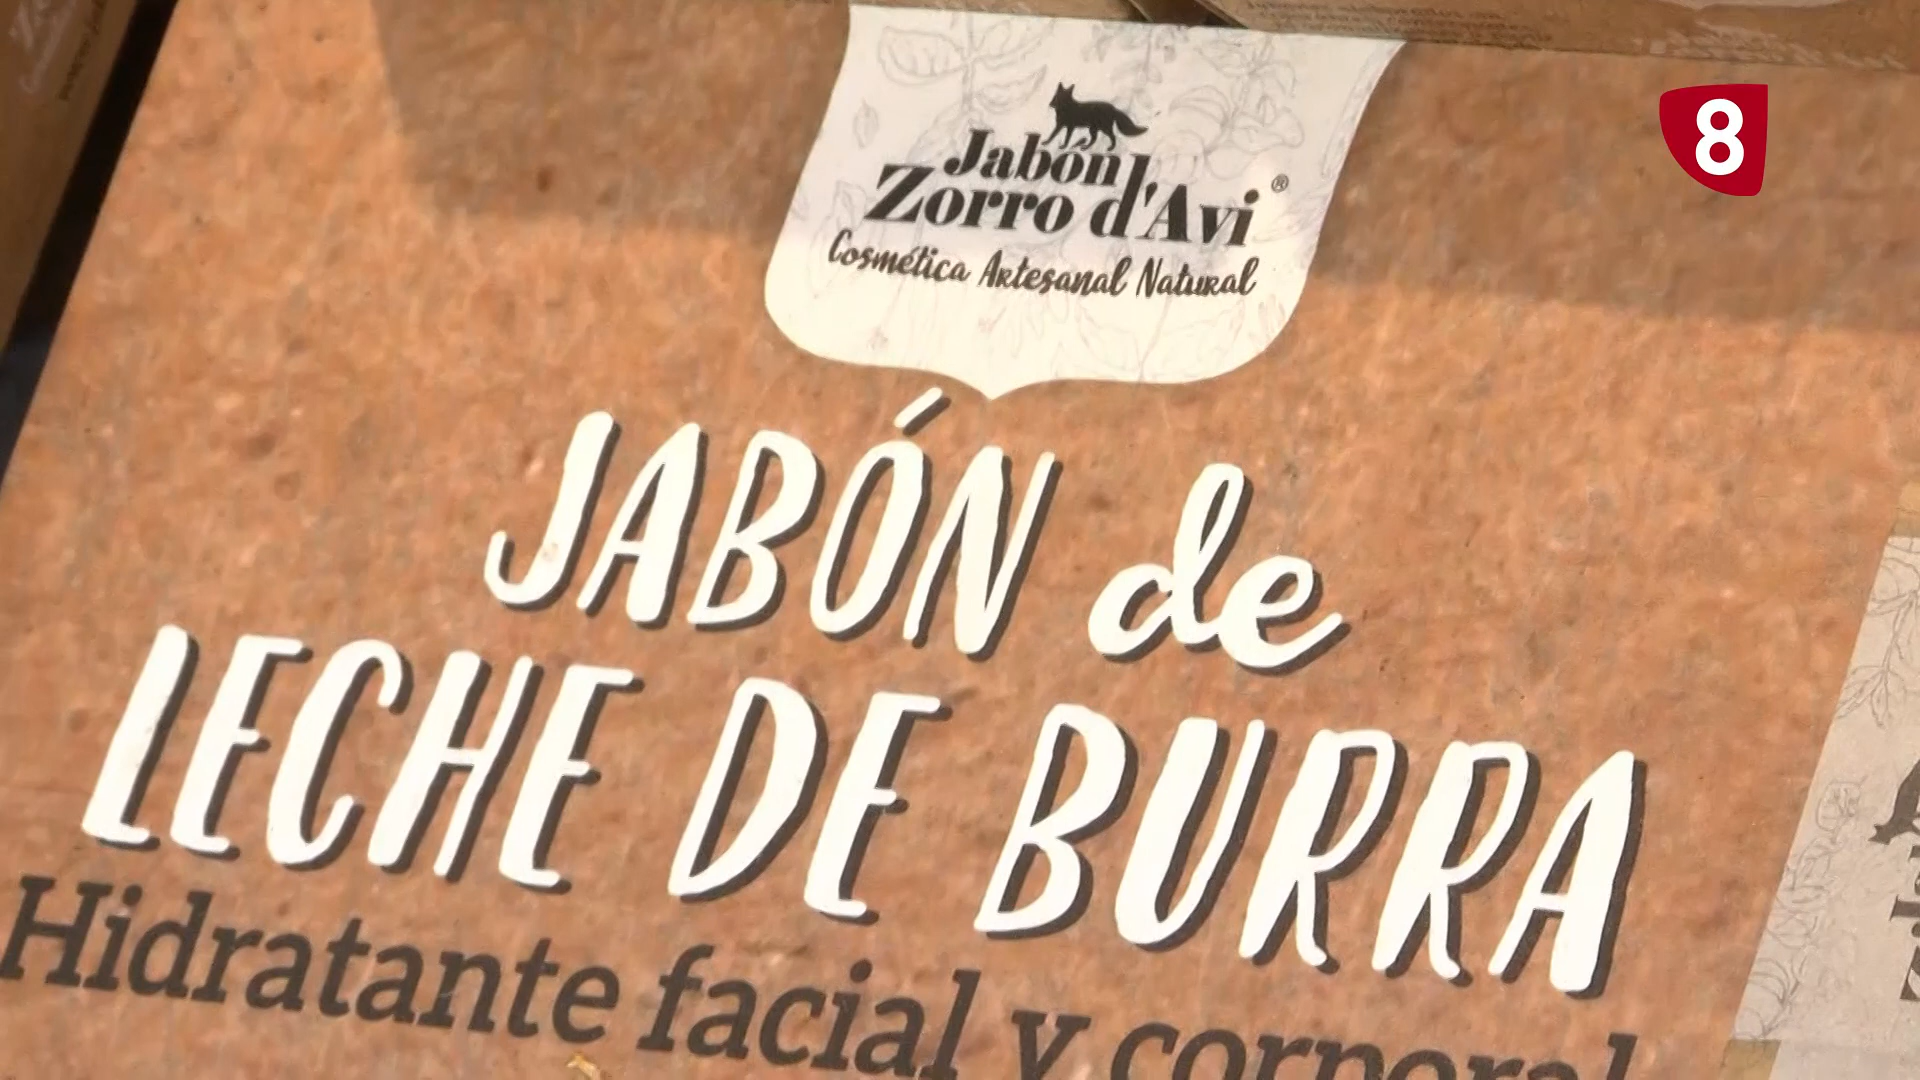 Jabón
Zorro d'Avi®
Cosmética Artesanal Natural
8
JABÓN de
LECHE DE BURRA
Hidratante facial y corporal